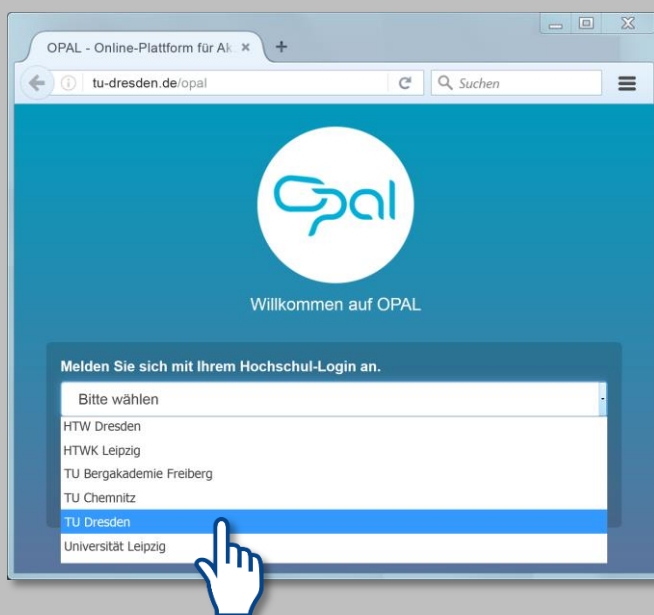 OPAL - Online-Plattform für Ak
tu-dresden.de/opal
Suchen
Opal
Willkommen auf OPAL
Melden Sie sich mit Ihrem Hochschul-Login an.
Bitte wählen
HTW Dresden
HTWK Leipzig
TU Bergakademie Freiberg
TU Chemnitz
TU Dresden
Universität Leipzig